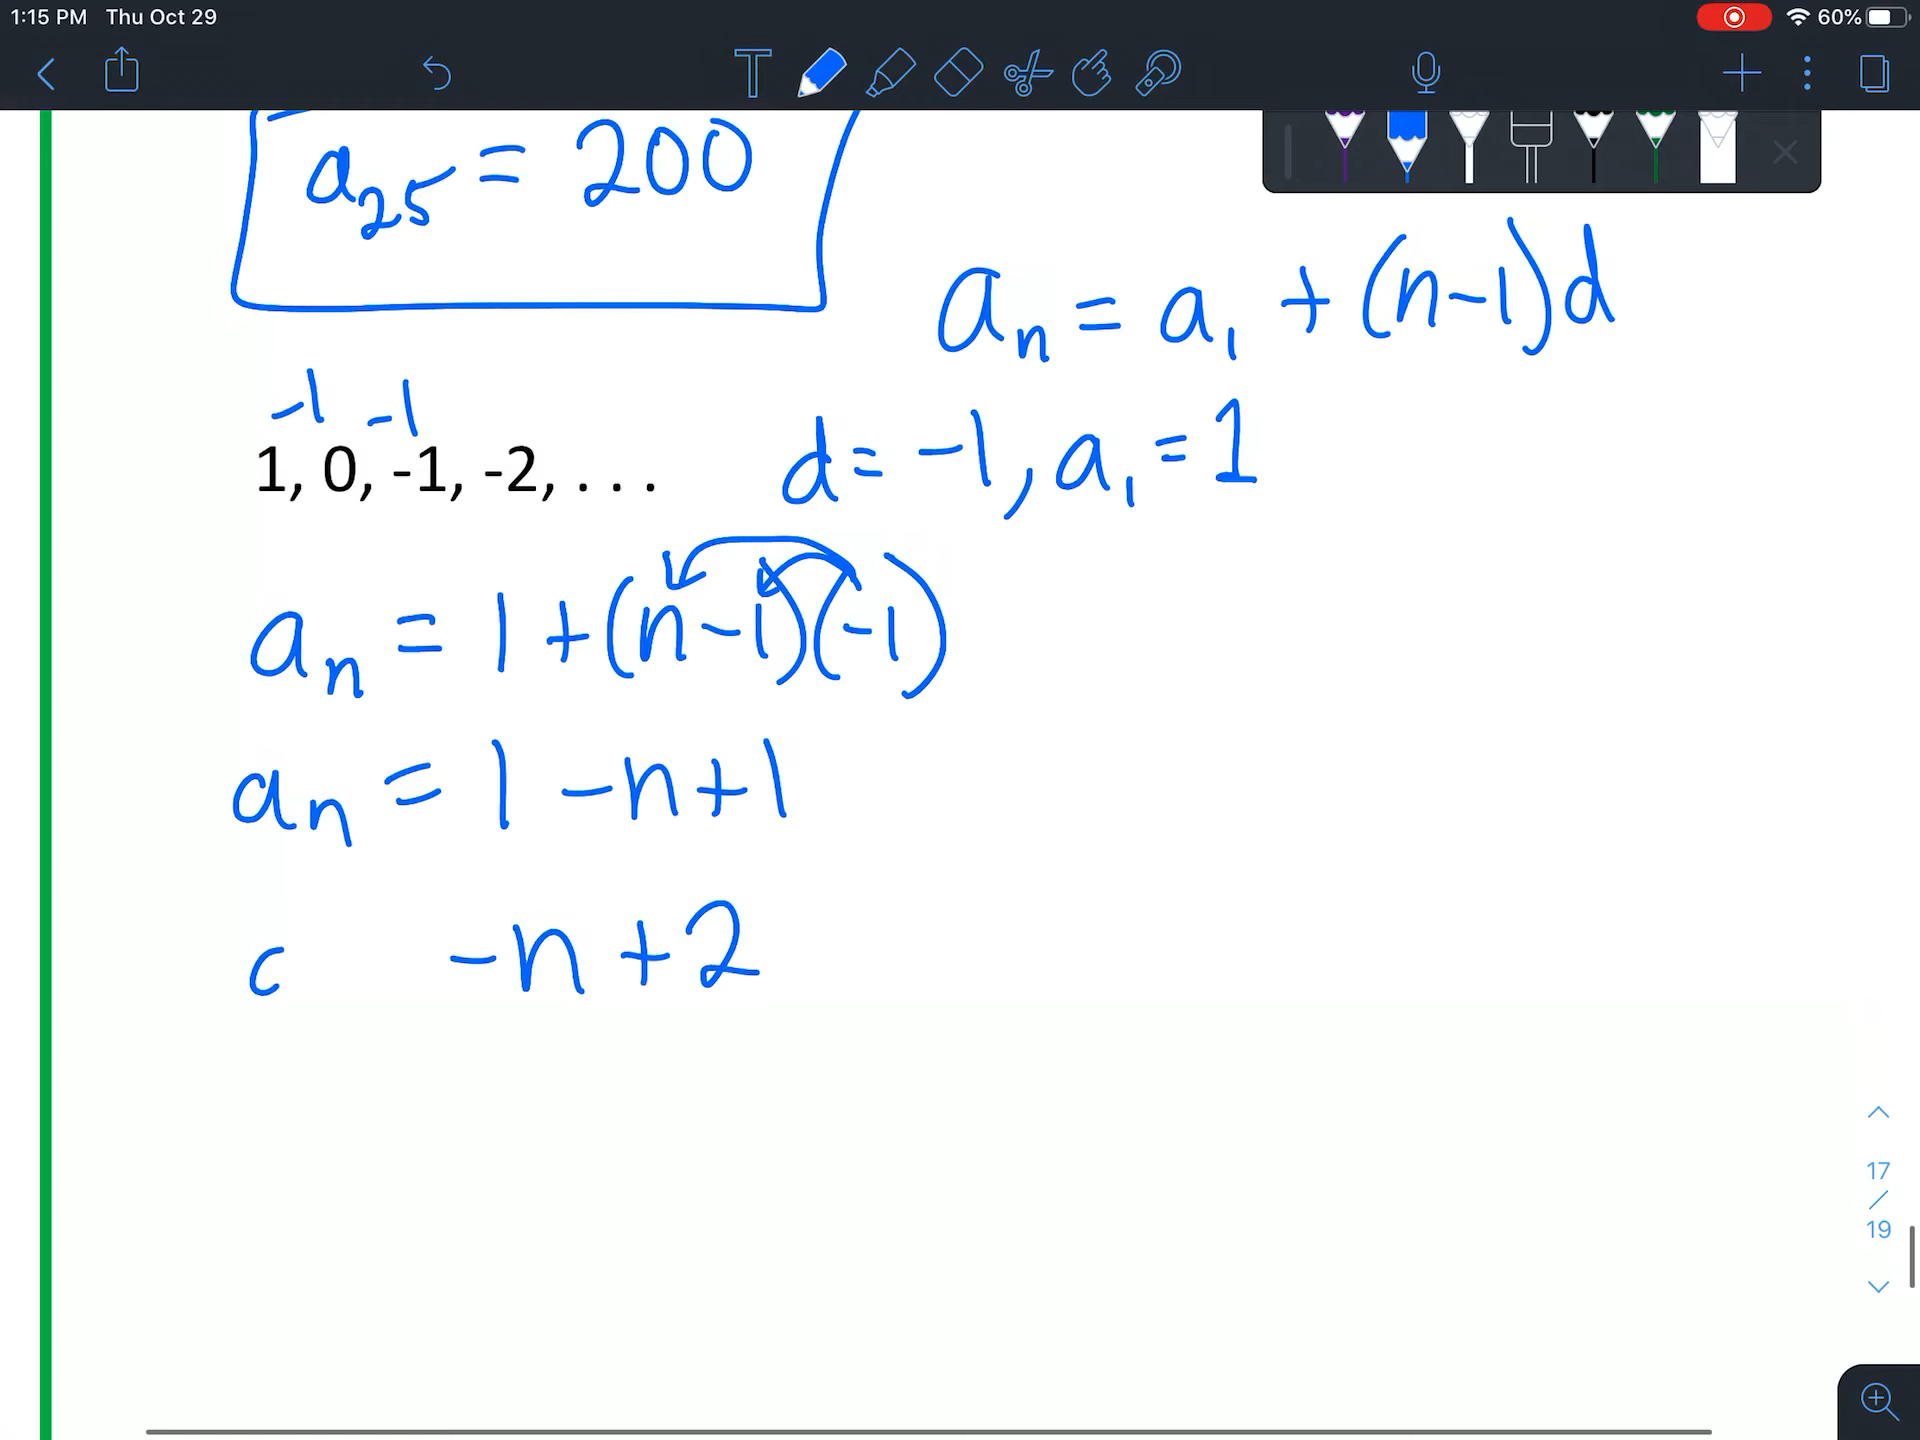 1:15 PM Thu Oct 29
60%
T
a₂₅ = 200
aₙ = a₁ + (n-1)d
-1 -1
1, 0, -1, -2, . . .
d = -1, a₁ = 1
aₙ = 1 + (n-1)(-1)
aₙ = 1 - n + 1
c -n + 2
17
/
19